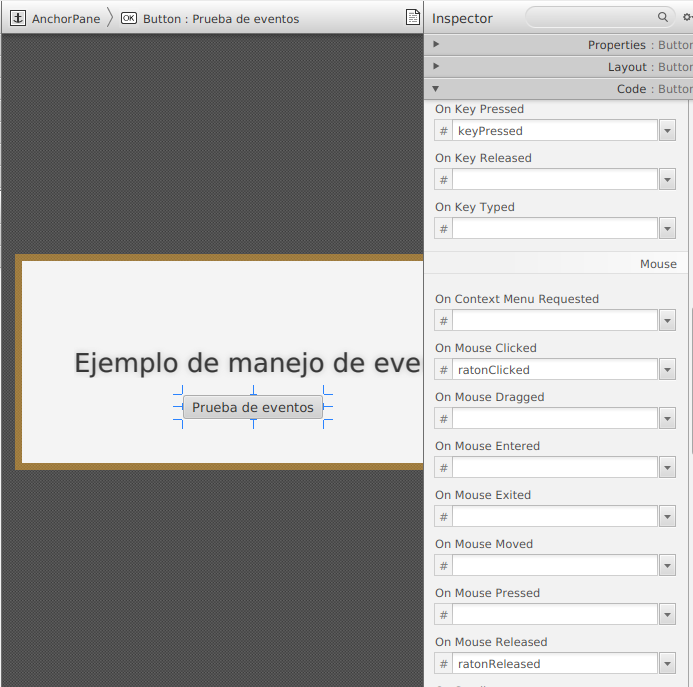 AnchorPane
OK Button : Prueba de eventos
Ejemplo de manejo de eve
Prueba de eventos
Inspector
Properties : Button
Layout : Button
Code : Button
On Key Pressed
# keyPressed
On Key Released
#
On Key Typed
#
Mouse
On Context Menu Requested
#
On Mouse Clicked
# ratonClicked
On Mouse Dragged
#
On Mouse Entered
#
On Mouse Exited
#
On Mouse Moved
#
On Mouse Pressed
#
On Mouse Released
# ratonReleased